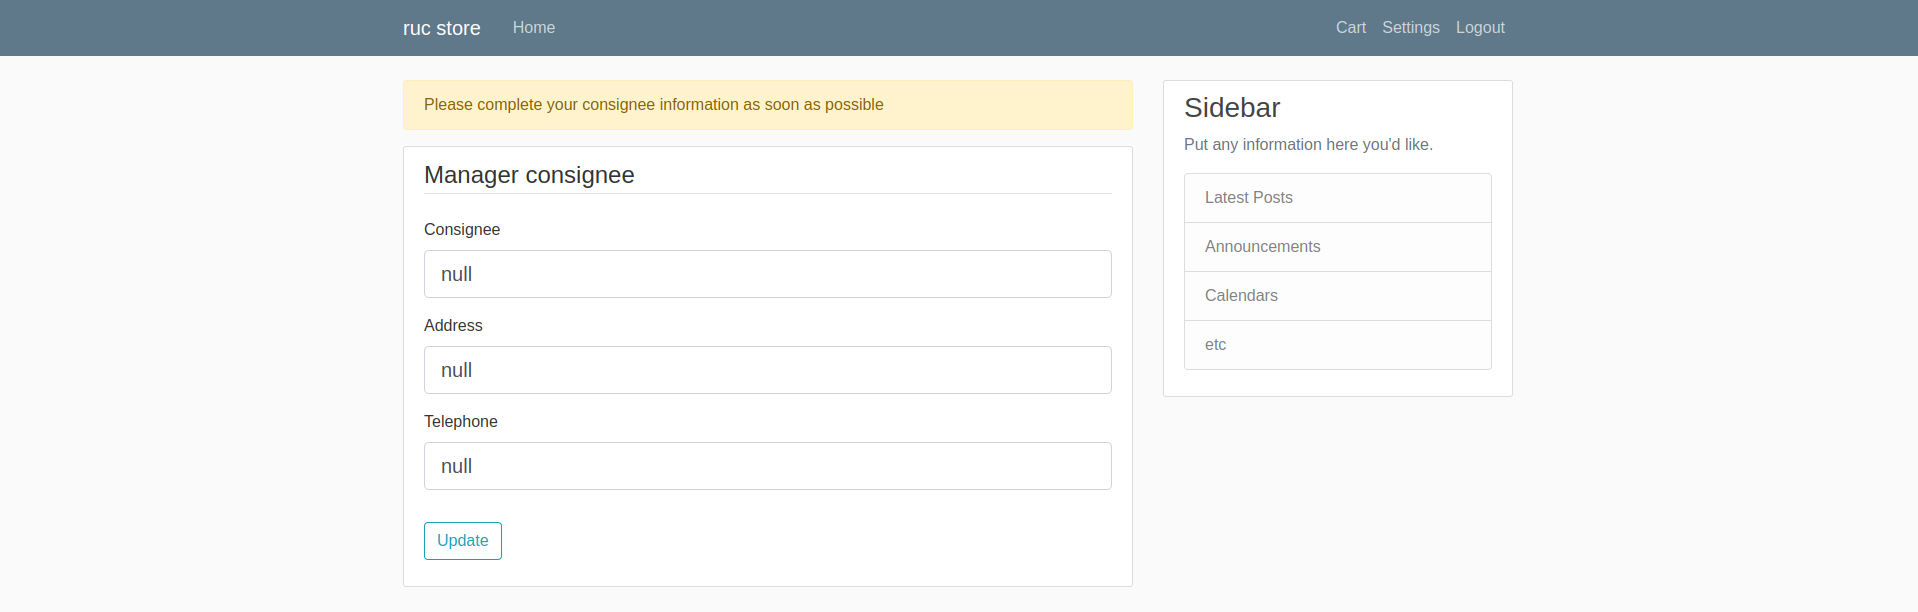 ruc store Home Cart Settings Logout
Please complete your consignee information as soon as possible
Manager consignee
Consignee
null
Address
null
Telephone
null
Update
Sidebar
Put any information here you'd like.
Latest Posts
Announcements
Calendars
etc